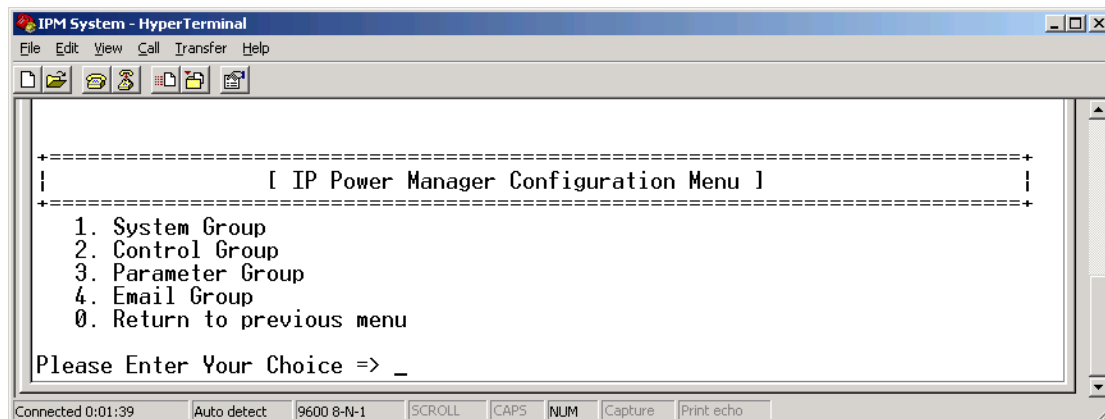 IPM System - HyperTerminal
File Edit View Call Transfer Help
+============================================================================+
¦ [ IP Power Manager Configuration Menu ] ¦
+============================================================================+
1. System Group
2. Control Group
3. Parameter Group
4. Email Group
0. Return to previous menu
Please Enter Your Choice => _
Connected 0:01:39 Auto detect 9600 8-N-1 SCROLL CAPS NUM Capture Print echo